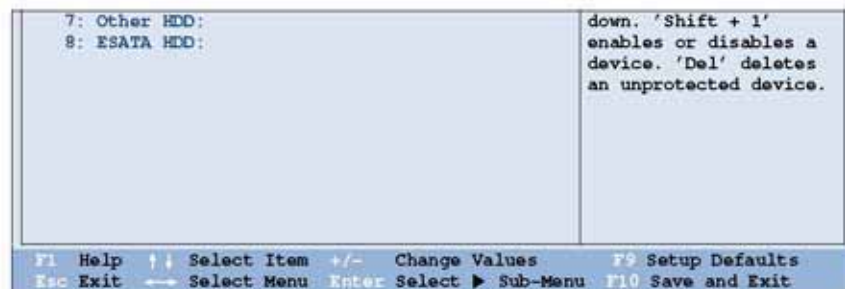 7: Other HDD:
8: ESATA HDD:
down. 'Shift + 1'
enables or disables a
device. 'Del' deletes
an unprotected device.
F1 Help ↑↓ Select Item +/- Change Values F9 Setup Defaults
Esc Exit ←→ Select Menu Enter Select ▶ Sub-Menu F10 Save and Exit